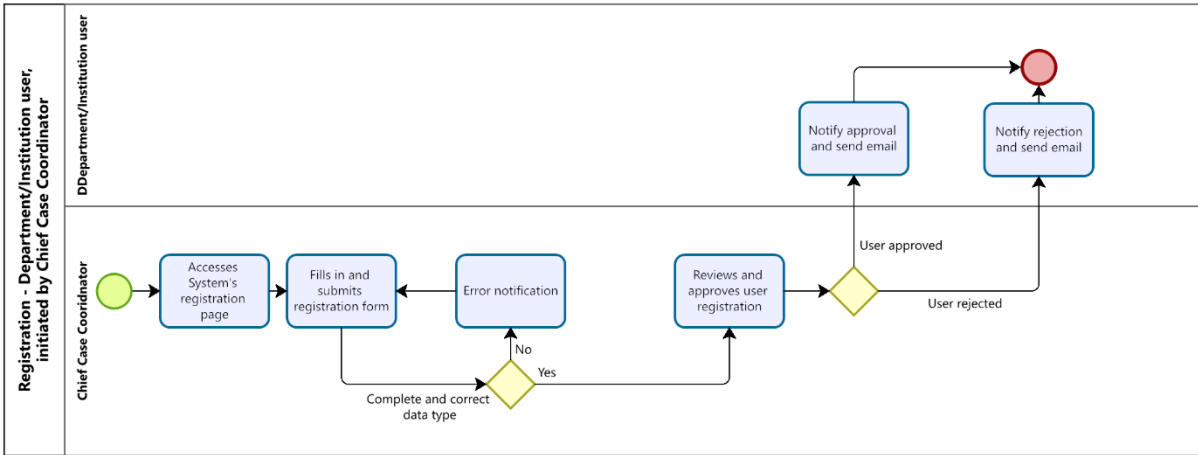 Registration - Department/Institution user,
initiated by Chief Case Coordinator
DDepartment/Institution user
Notify approval
and send email
Notify rejection
and send email
Chief Case Cooridnator
Accesses
System's
registration
page
Fills in and
submits
registration form
Error notification
Reviews and
approves user
registration
User approved
User rejected
No
Yes
Complete and correct
data type